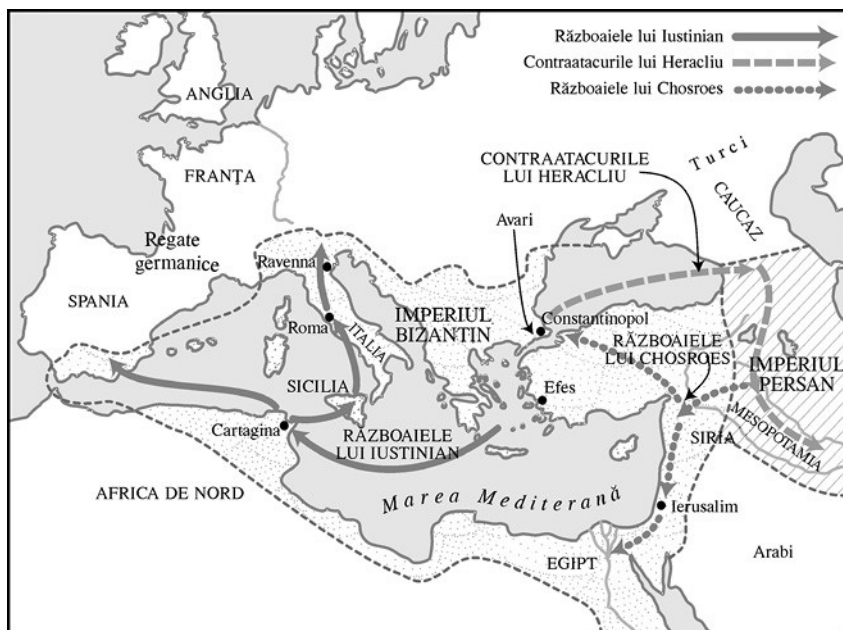 Războaiele lui Iustinian
Contraatacurile lui Heracliu
Războaiele lui Chosroes
ANGLIA
FRANȚA
CONTRAATACURILE
LUI HERACLIU
Turci
CAUCAZ
Avari
Regate
germanice
Ravenna
SPANIA
Roma
ITALIA
IMPERIUL
BIZANTIN
Constantinopol
RĂZBOAIELE
LUI CHOSROES
IMPERIUL
PERSAN
SICILIA
Efes
MESOPOTAMIA
Cartagina
RĂZBOAIELE
LUI IUSTINIAN
SIRIA
AFRICA DE NORD
Marea Mediterană
Ierusalim
EGIPT
Arabi